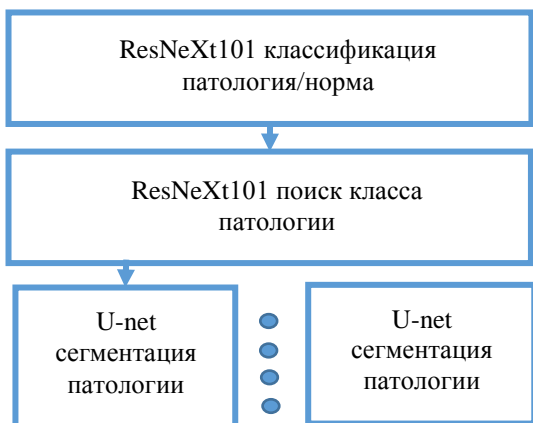 ResNeXt101 классификация
патология/норма
ResNeXt101 поиск класса
патологии
U-net
сегментация
патологии
U-net
сегментация
патологии